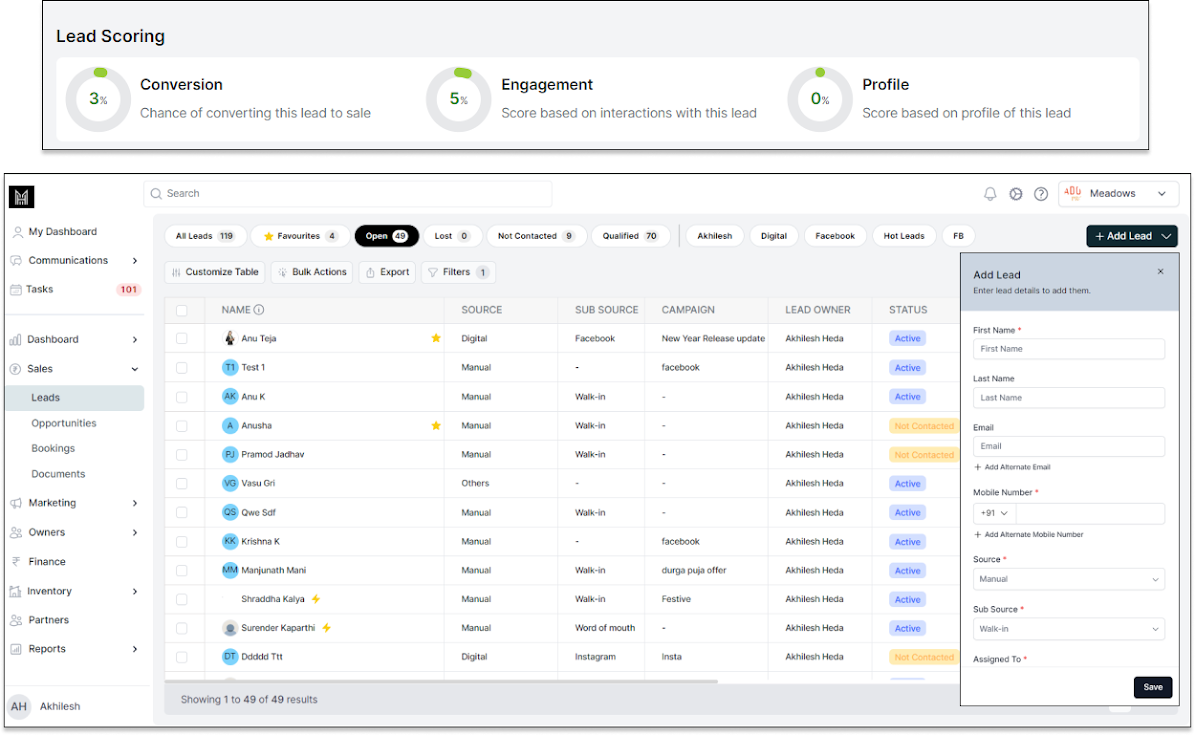 Lead Scoring
3%
Conversion
Chance of converting this lead to sale
5%
Engagement
Score based on interactions with this lead
0%
Profile
Score based on profile of this lead
Search
Meadows
My Dashboard
Communications
Tasks 101
Dashboard
Sales
Leads
Opportunities
Bookings
Documents
Marketing
Owners
Finance
Inventory
Partners
Reports
AH Akhilesh
All Leads 119 Favourites 4 Open 49 Lost 0 Not Contacted 9 Qualified 70 Akhilesh Digital Facebook Hot Leads FB + Add Lead
Customize Table Bulk Actions Export Filters 1
NAME SOURCE SUB SOURCE CAMPAIGN LEAD OWNER STATUS
Anu Teja Digital Facebook New Year Release update Akhilesh Heda Active
T1 Test 1 Manual - facebook Akhilesh Heda Active
AK Anu K Manual Walk-in - Akhilesh Heda Active
A Anusha Manual Walk-in - Akhilesh Heda Not Contacted
PJ Pramod Jadhav Manual Walk-in - Akhilesh Heda Not Contacted
VG Vasu Gri Others - - Akhilesh Heda Active
QS Qwe Sdf Manual Walk-in - Akhilesh Heda Active
KK Krishna K Manual - facebook Akhilesh Heda Active
MM Manjunath Mani Manual Walk-in durga puja offer Akhilesh Heda Active
Shraddha Kalya Manual Walk-in Festive Akhilesh Heda Active
Surender Kaparthi Manual Word of mouth - Akhilesh Heda Active
DT Ddddd Ttt Digital Instagram Insta Akhilesh Heda Not Contacted
Showing 1 to 49 of 49 results
Add Lead ×
Enter lead details to add them.
First Name *
First Name
Last Name
Last Name
Email
Email
+ Add Alternate Email
Mobile Number *
+91
+ Add Alternate Mobile Number
Source *
Manual
Sub Source *
Walk-in
Assigned To *
Save